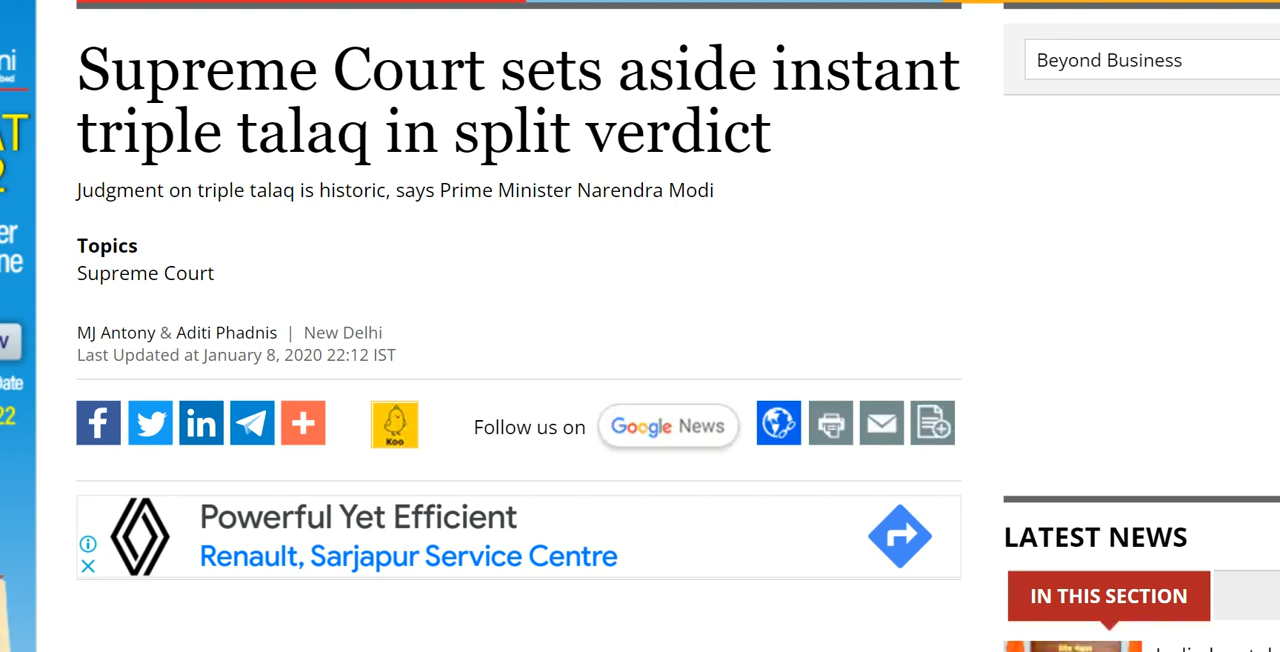 Supreme Court sets aside instant
triple talaq in split verdict
Judgment on triple talaq is historic, says Prime Minister Narendra Modi
Topics
Supreme Court
MJ Antony & Aditi Phadnis | New Delhi
Last Updated at January 8, 2020 22:12 IST
Koo
Follow us on Google News
Powerful Yet Efficient
Renault, Sarjapur Service Centre
Beyond Business
LATEST NEWS
IN THIS SECTION